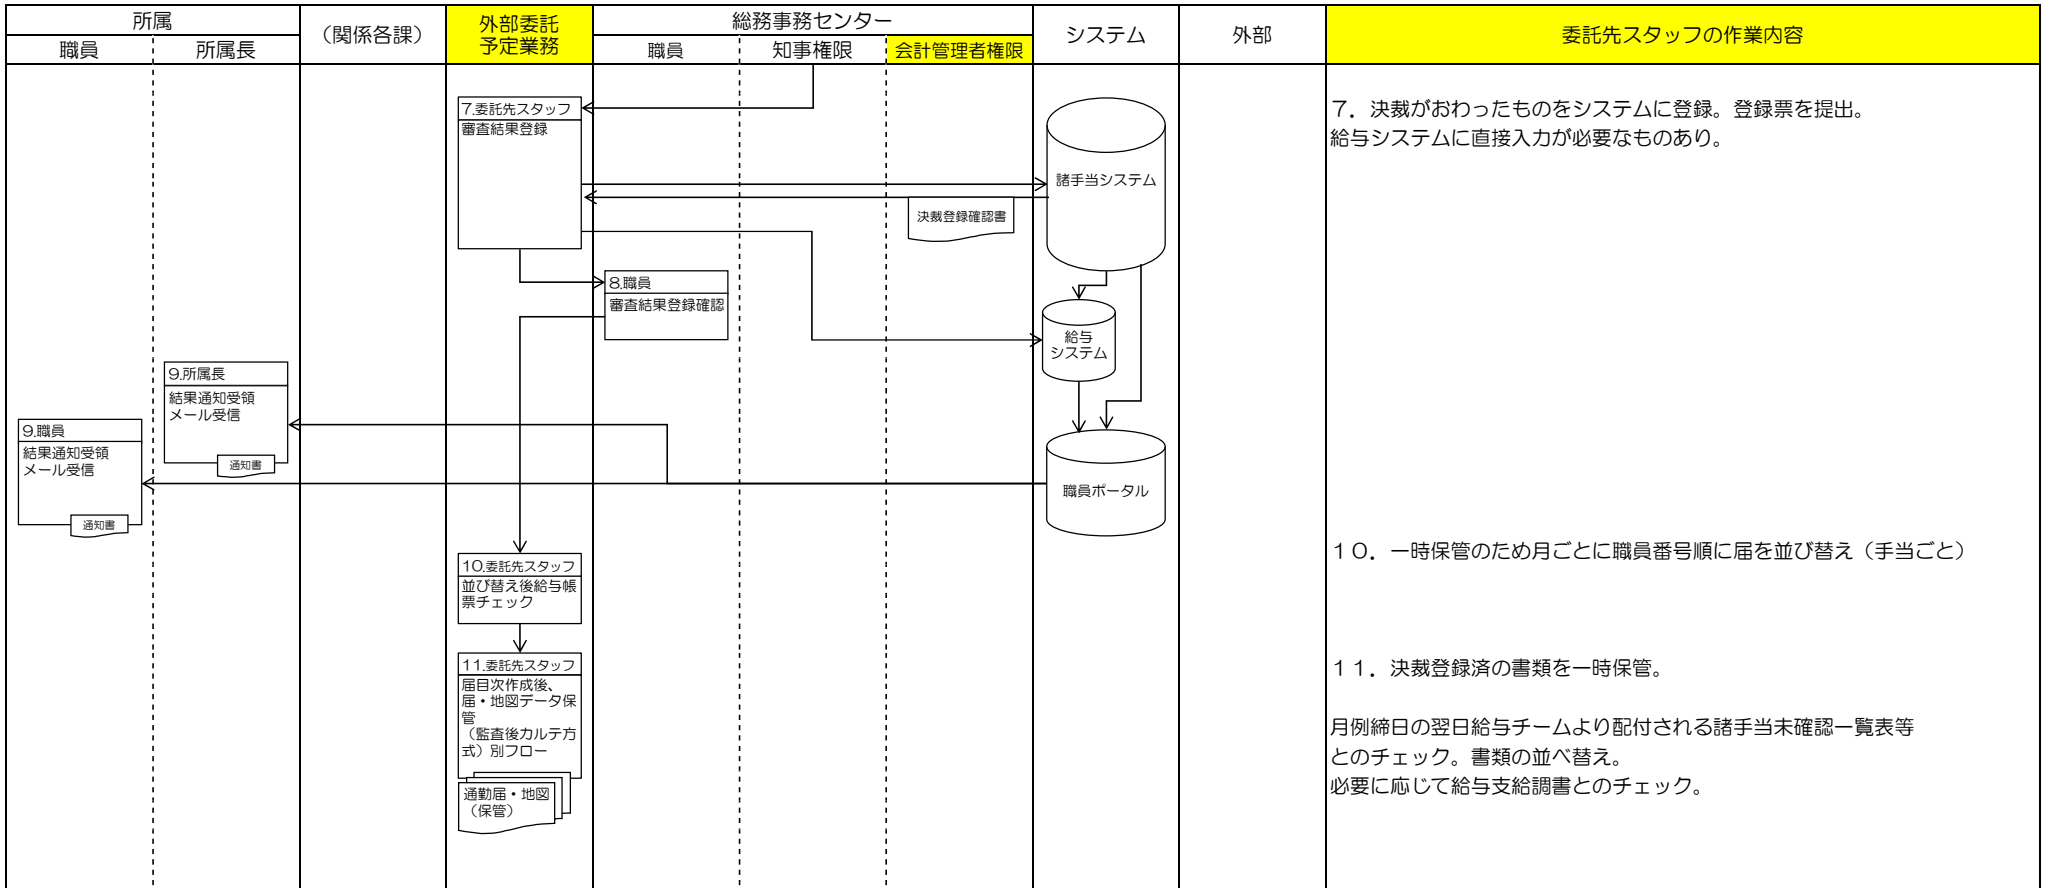 所属
職員
所属長
（関係各課）
外部委託
予定業務
総務事務センター
職員
知事権限
会計管理者権限
システム
外部
委託先スタッフの作業内容
7.委託先スタッフ
審査結果登録
７．決裁がおわったものをシステムに登録。登録票を提出。
給与システムに直接入力が必要なものあり。
諸手当システム
決裁登録確認書
8.職員
審査結果登録確認
給与
システム
9.所属長
結果通知受領
メール受信
通知書
9.職員
結果通知受領
メール受信
通知書
職員ポータル
10.委託先スタッフ
並び替え後給与帳
票チェック
１０．一時保管のため月ごとに職員番号順に届を並び替え（手当ごと）
11.委託先スタッフ
届目次作成後、
届・地図データ保
管
（監査後カルテ方
式）別フロー
通勤届・地図
（保管）
１１．決裁登録済の書類を一時保管。
月例締日の翌日給与チームより配付される諸手当未確認一覧表等
とのチェック。書類の並べ替え。
必要に応じて給与支給調書とのチェック。